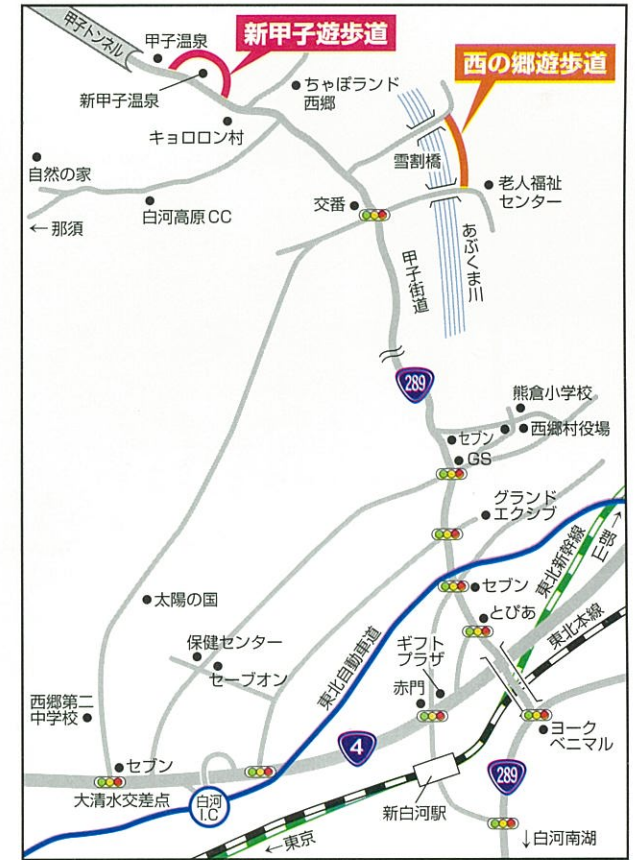 甲子トンネル
甲子温泉
新甲子遊歩道
新甲子温泉
ちゃぽランド
西郷
西の郷遊歩道
キョロロン村
雪割橋
自然の家
老人福祉
センター
交番
白河高原CC
←那須
あぶくま川
甲子街道
289
熊倉小学校
セブン
西郷村役場
GS
グランド
エクシブ
東北新幹線
仙台→
セブン
太陽の国
とぴあ
東北本線
保健センター
ギフト
プラザ
セーブオン
東北自動車道
赤門
西郷第二
中学校
4
ヨーク
ベニマル
セブン
289
大清水交差点
白河
I.C
新白河駅
←東京
↓白河南湖